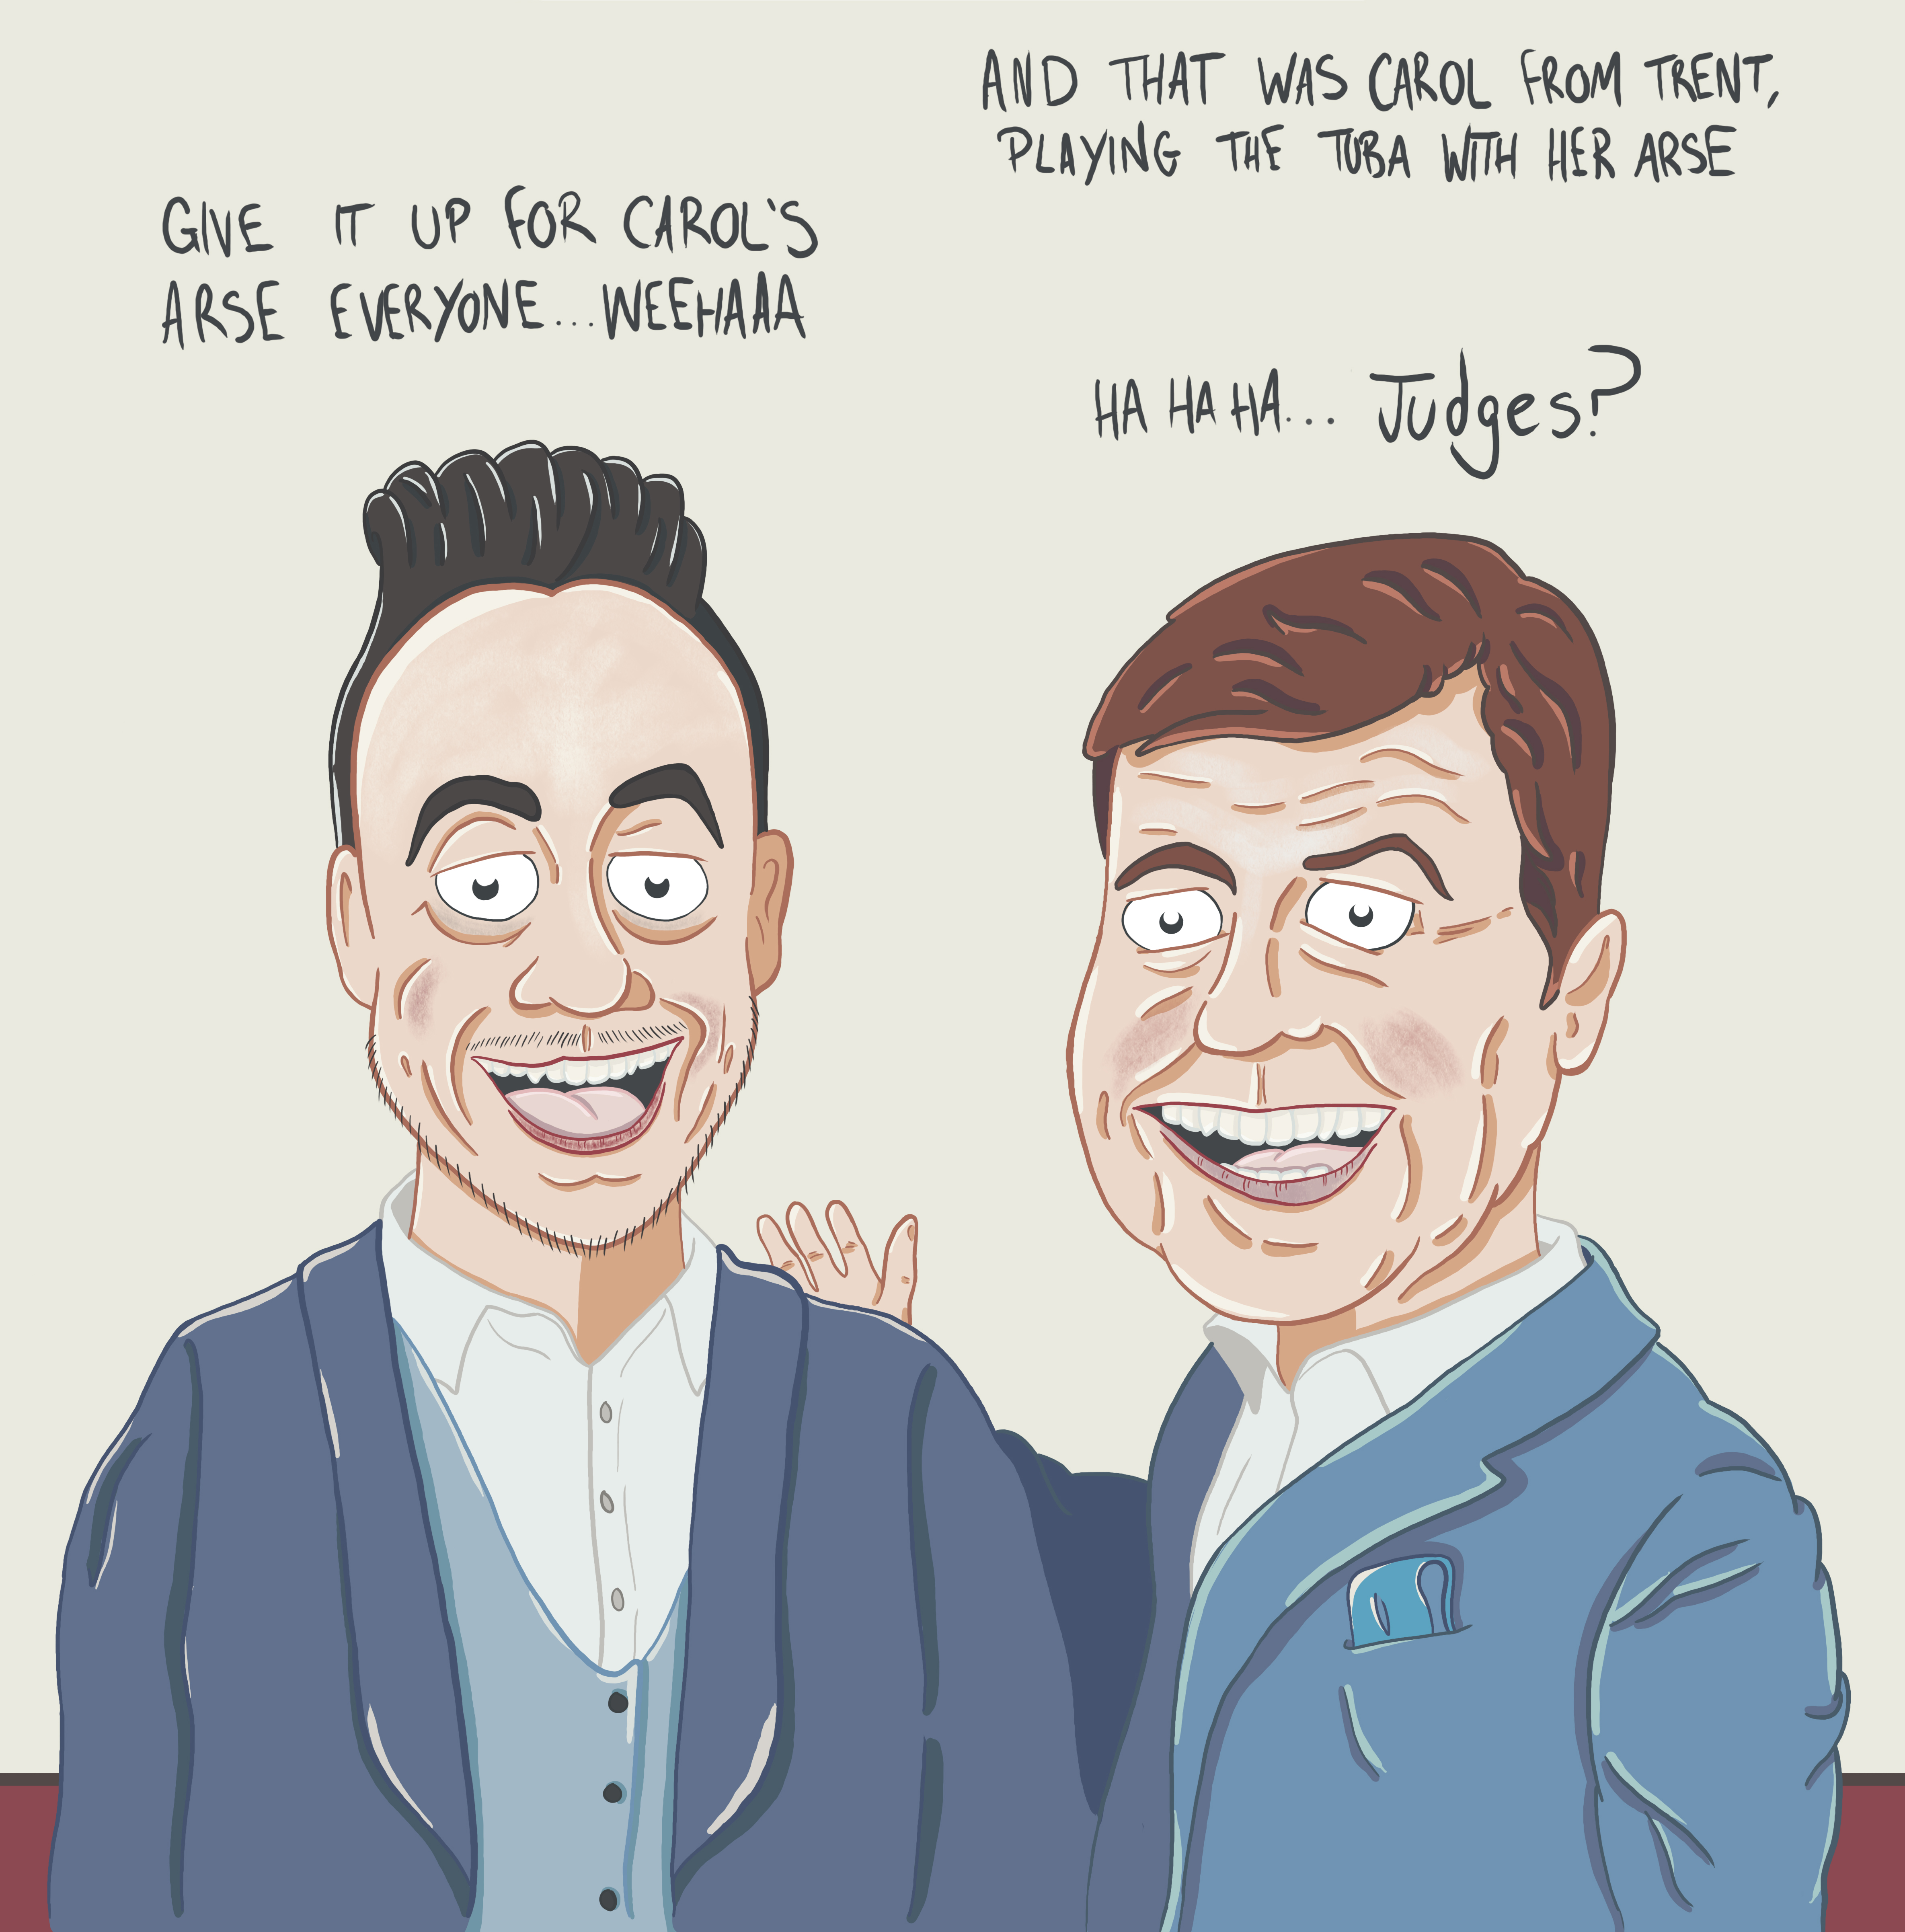 AND THAT WAS CAROL FROM TRENT,
PLAYING THE TUBA WITH HER ARSE
GIVE IT UP FOR CAROL'S
ARSE EVERYONE...WEEHAAA
HA HA HA... Judges?